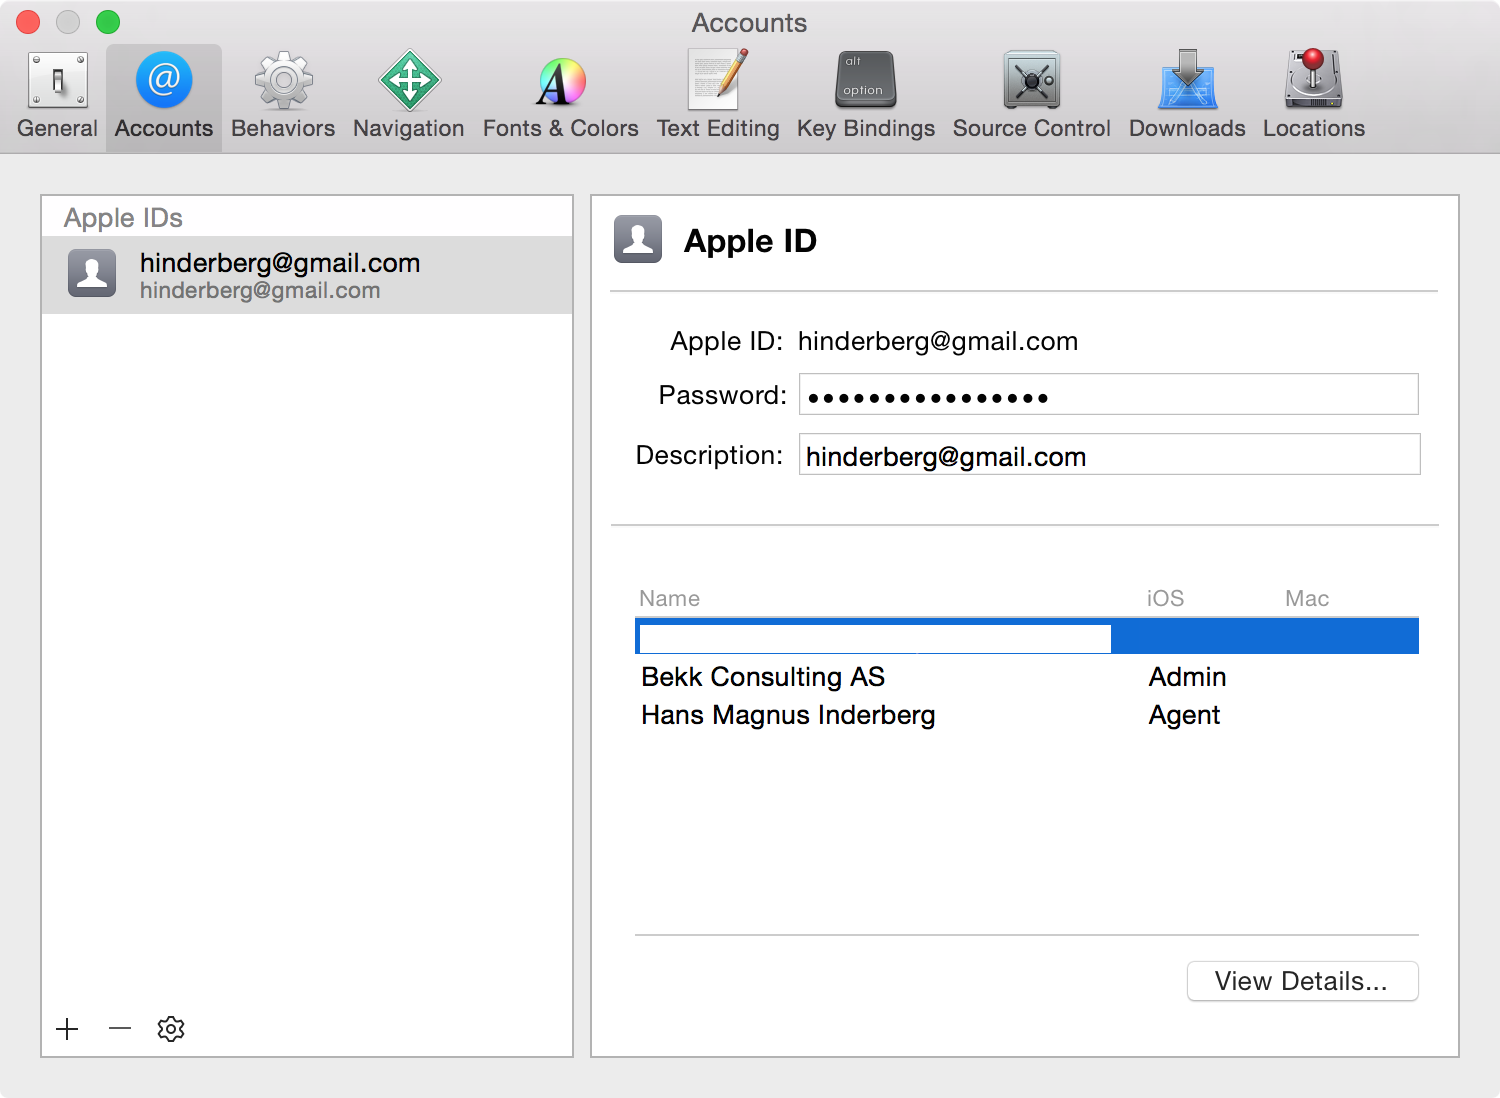 Accounts
General Accounts Behaviors Navigation Fonts & Colors Text Editing alt option Key Bindings Source Control Downloads Locations
Apple IDs
hinderberg@gmail.com
hinderberg@gmail.com
Apple ID
Apple ID: hinderberg@gmail.com
Password: ••••••••••••••••
Description: hinderberg@gmail.com
Name iOS Mac
Bekk Consulting AS Admin
Hans Magnus Inderberg Agent
View Details...